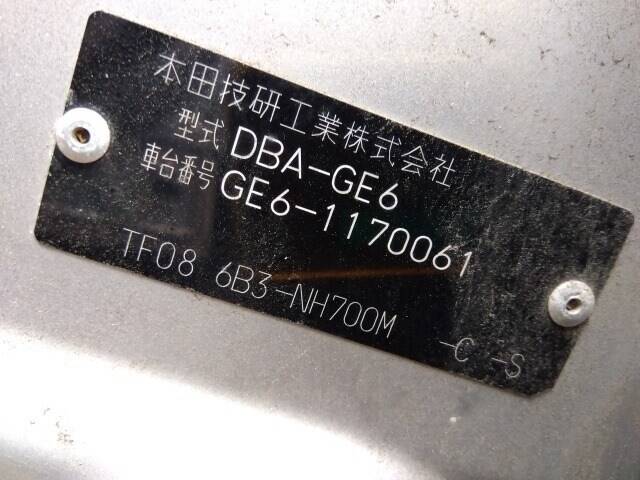 本田技研工業株式会社
型式 DBA-GE6
車台番号 GE6-1170061
TF08 6B3-NH700M -C -S